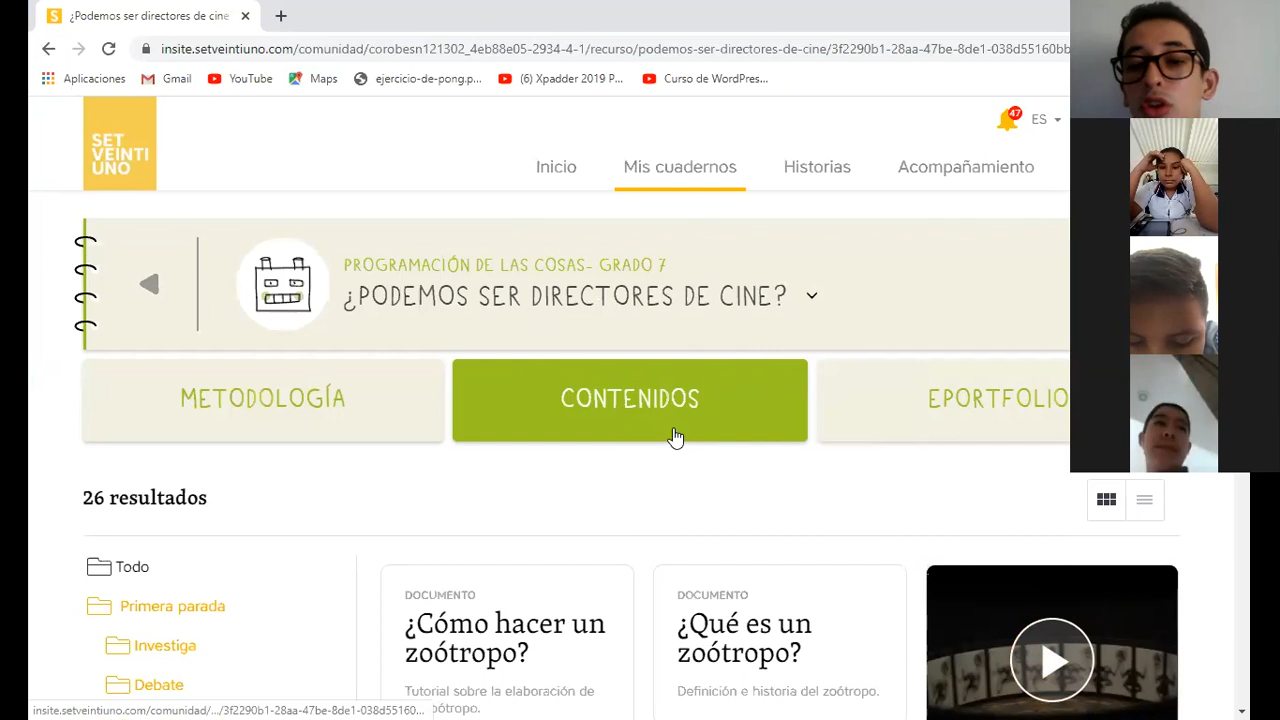 ¿Podemos ser directores de cine
insite.setveintiuno.com/comunidad/corobesn121302_4eb88e05-2934-4-1/recurso/podemos-ser-directores-de-cine/3f2290b1-28aa-47be-8de1-038d55160bb
Aplicaciones Gmail YouTube Maps ejercicio-de-pong.p... (6) Xpadder 2019 P... Curso de WordPres...
SET
VEINTI
UNO
47 ES
Inicio Mis cuadernos Historias Acompañamiento
PROGRAMACIÓN DE LAS COSAS- GRADO 7
¿PODEMOS SER DIRECTORES DE CINE?
METODOLOGÍA CONTENIDOS EPORTFOLIO
26 resultados
Todo
Primera parada
Investiga
Debate
DOCUMENTO
¿Cómo hacer un
zoótropo?
Tutorial sobre la elaboración de
zoótropo.
DOCUMENTO
¿Qué es un
zoótropo?
Definición e historia del zoótropo.
insite.setveintiuno.com/comunidad/.../3f2290b1-28aa-47be-8de1-038d55160...